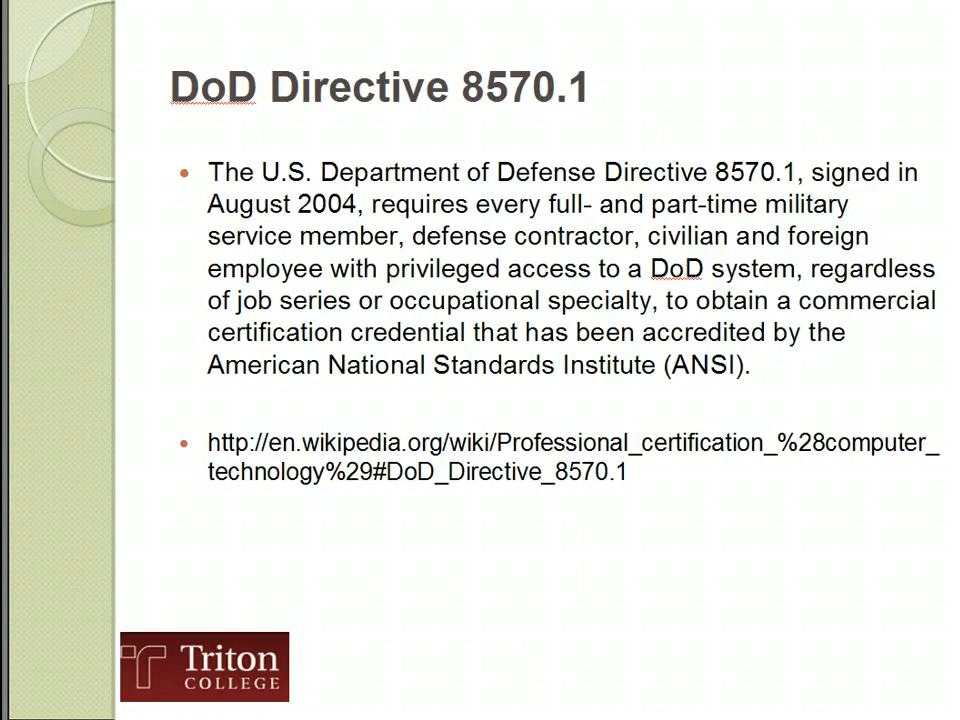 DoD Directive 8570.1
The U.S. Department of Defense Directive 8570.1, signed in
August 2004, requires every full- and part-time military
service member, defense contractor, civilian and foreign
employee with privileged access to a DoD system, regardless
of job series or occupational specialty, to obtain a commercial
certification credential that has been accredited by the
American National Standards Institute (ANSI).
http://en.wikipedia.org/wiki/Professional_certification_%28computer_
technology%29#DoD_Directive_8570.1
Triton
COLLEGE